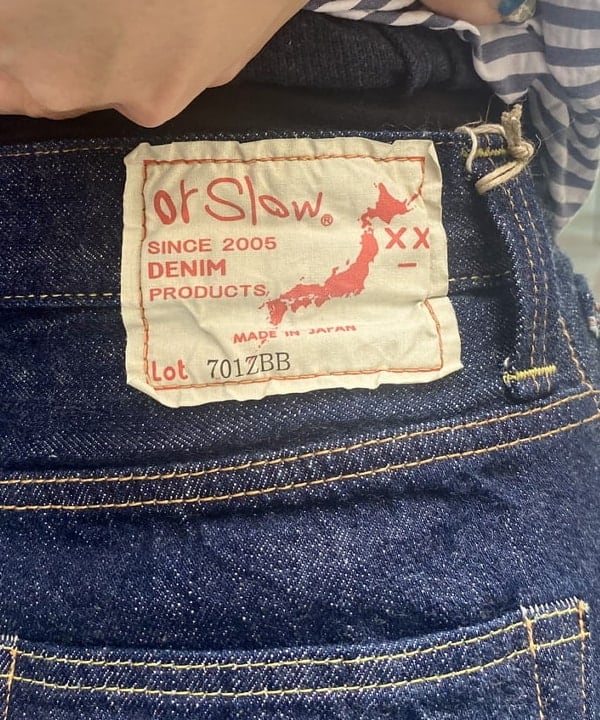 orSlow®
SINCE 2005
DENIM
PRODUCTS
XX
–
MADE IN JAPAN
Lot 701ZBB